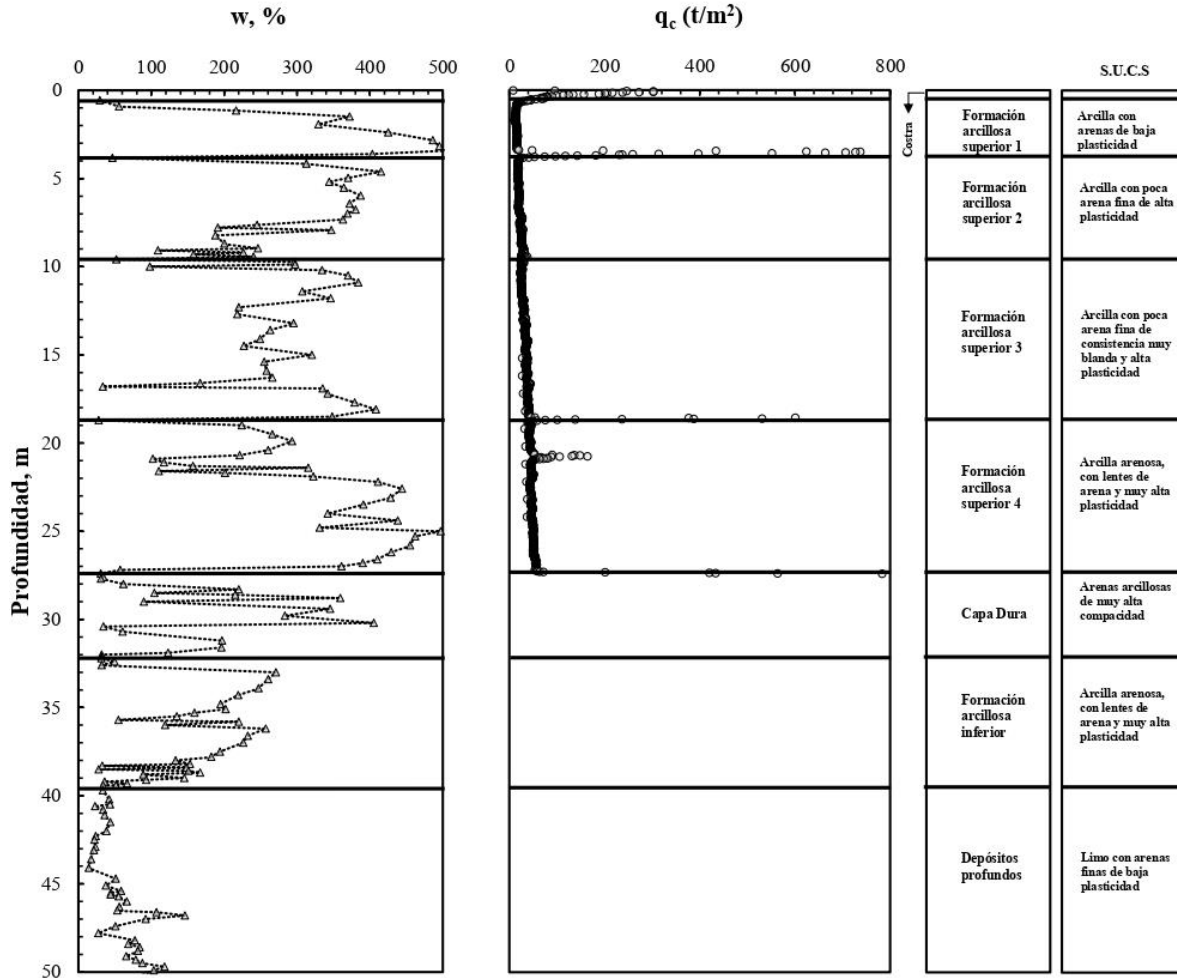 w, %
q_c (t/m²)
0 100 200 300 400 500
0 200 400 600 800
S.U.C.S
Profundidad, m
0
5
10
15
20
25
30
35
40
45
50
Costra
Formación
arcillosa
superior 1
Arcilla con
arenas de baja
plasticidad
Formación
arcillosa
superior 2
Arcilla con poca
arena fina de alta
plasticidad
Formación
arcillosa
superior 3
Arcilla con poca
arena fina de
consistencia muy
blanda y alta
plasticidad
Formación
arcillosa
superior 4
Arcilla arenosa,
con lentes de
arena y muy alta
plasticidad
Capa Dura
Arenas arcillosas
de muy alta
compacidad
Formación
arcillosa
inferior
Arcilla arenosa,
con lentes de
arena y muy alta
plasticidad
Depósitos
profundos
Limo con arenas
finas de baja
plasticidad